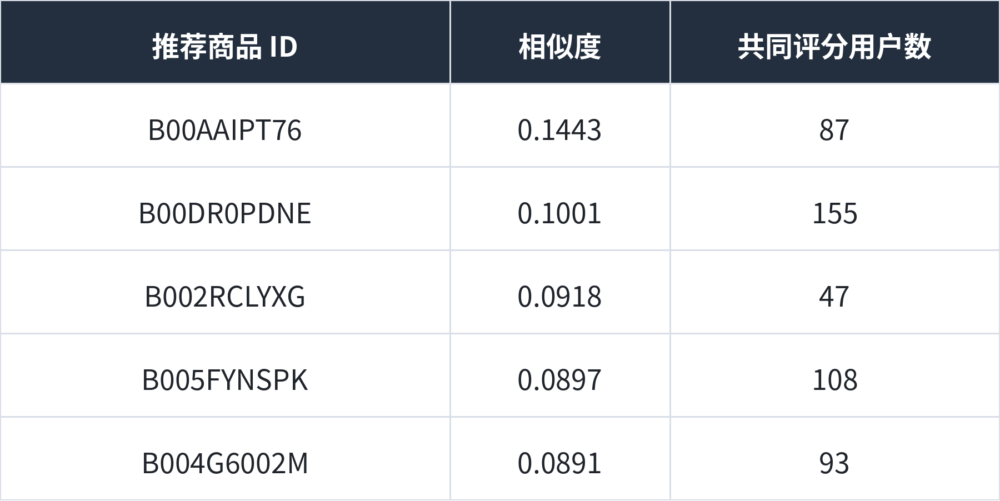 推荐商品 ID 相似度 共同评分用户数
B00AAIPT76 0.1443 87
B00DR0PDNE 0.1001 155
B002RCLYXG 0.0918 47
B005FYNSPK 0.0897 108
B004G6002M 0.0891 93